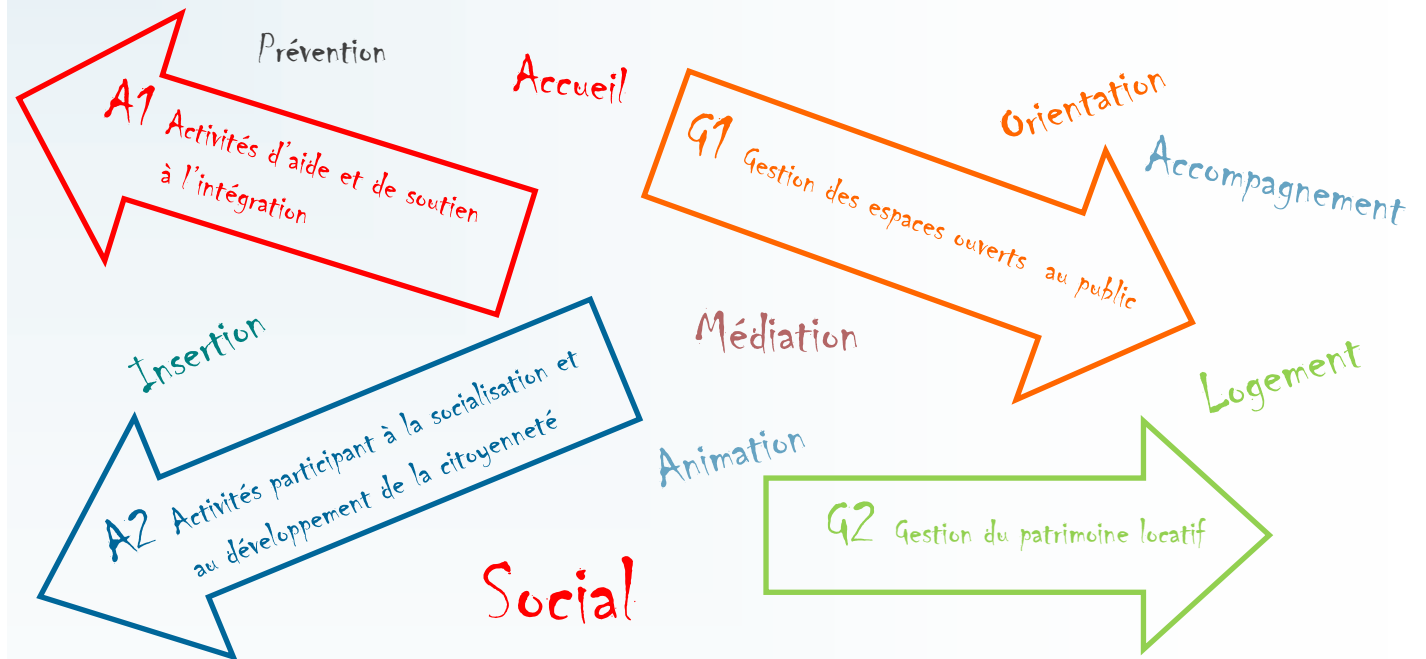 Prévention
Accueil
Orientation
Accompagnement
A1 Activités d'aide et de soutien
à l'intégration
G1 Gestion des espaces ouverts au public
Insertion
Médiation
Logement
A2 Activités participant à la socialisation et
au développement de la citoyenneté
Animation
G2 Gestion du patrimoine locatif
Social